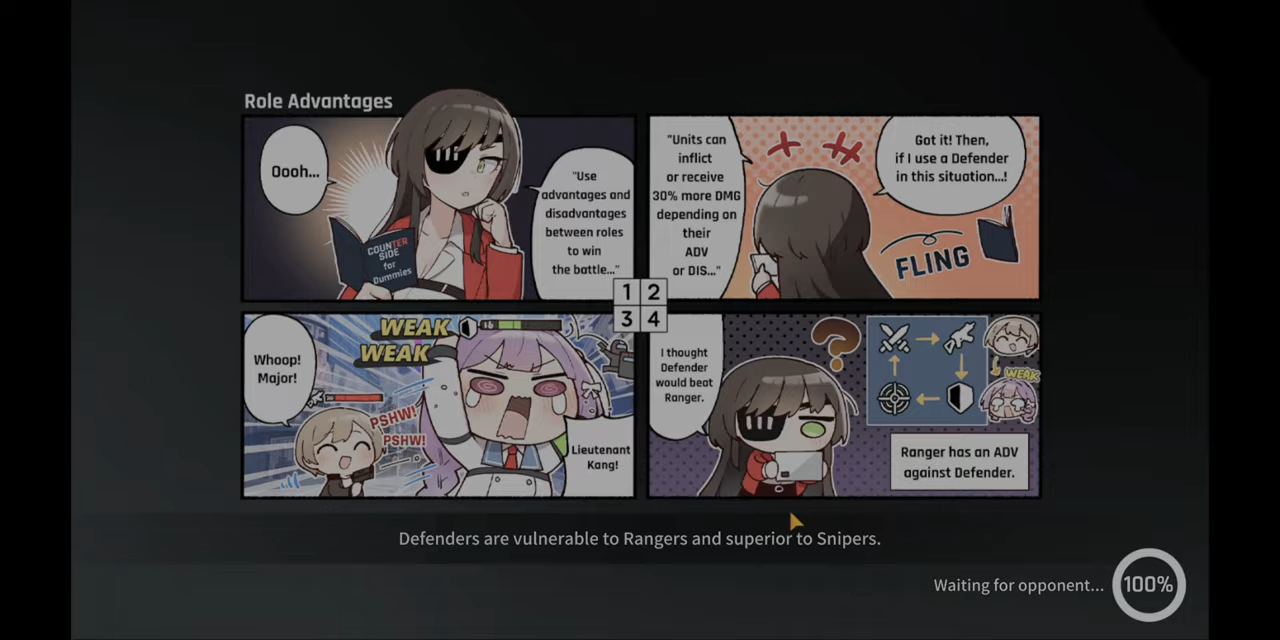 Role Advantages
Oooh...
COUNTER
SIDE
for
Dummies
"Use
advantages and
disadvantages
between roles
to win
the battle..."
"Units can
inflict
or receive
30% more DMG
depending on
their
ADV
or DIS..."
Got it! Then,
if I use a Defender
in this situation...!
FLING
1 2
3 4
Whoop!
Major!
WEAK
WEAK
PSHW!
PSHW!
Lieutenant
Kang!
I thought
Defender
would beat
Ranger.
?
WEAK
Ranger has an ADV
against Defender.
Defenders are vulnerable to Rangers and superior to Snipers.
Waiting for opponent...
100%